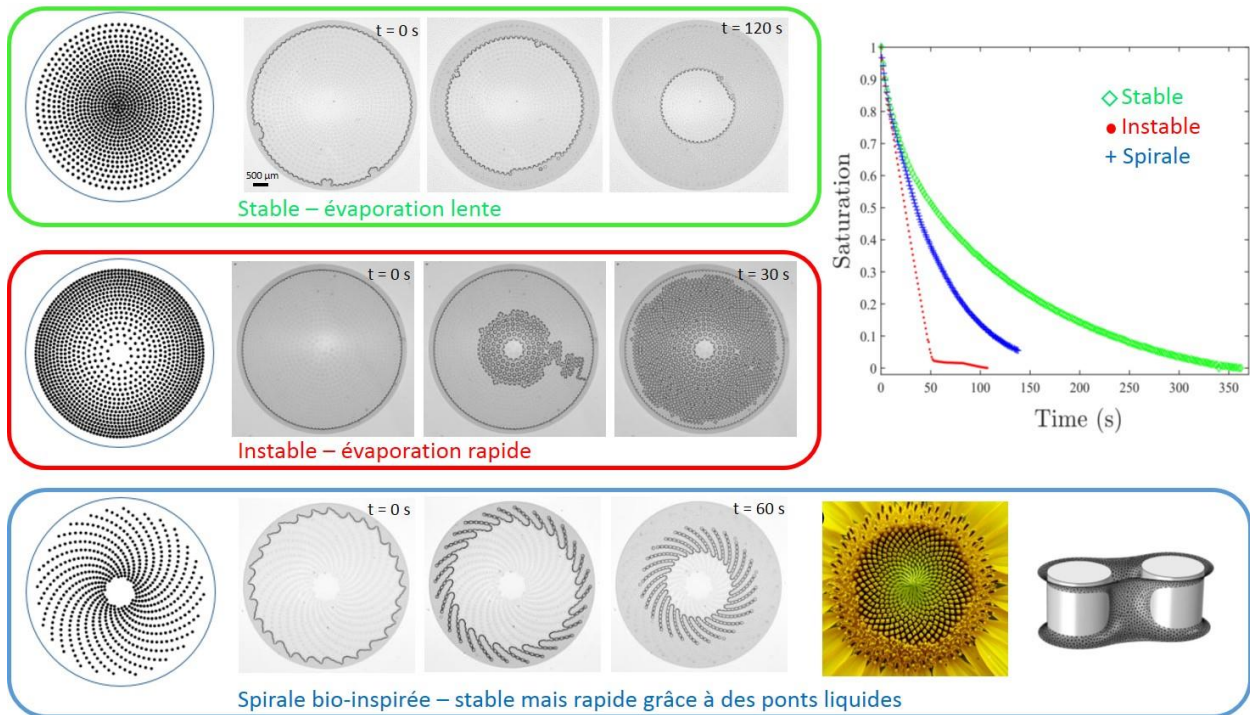 t = 0 s
t = 120 s
500 µm
Stable – évaporation lente
t = 0 s
t = 30 s
Instable – évaporation rapide
t = 0 s
t = 60 s
Spirale bio-inspirée – stable mais rapide grâce à des ponts liquides
1
0.9
0.8
0.7
0.6
0.5
0.4
0.3
0.2
0.1
0
Saturation
Stable
Instable
Spirale
0 50 100 150 200 250 300 350
Time (s)